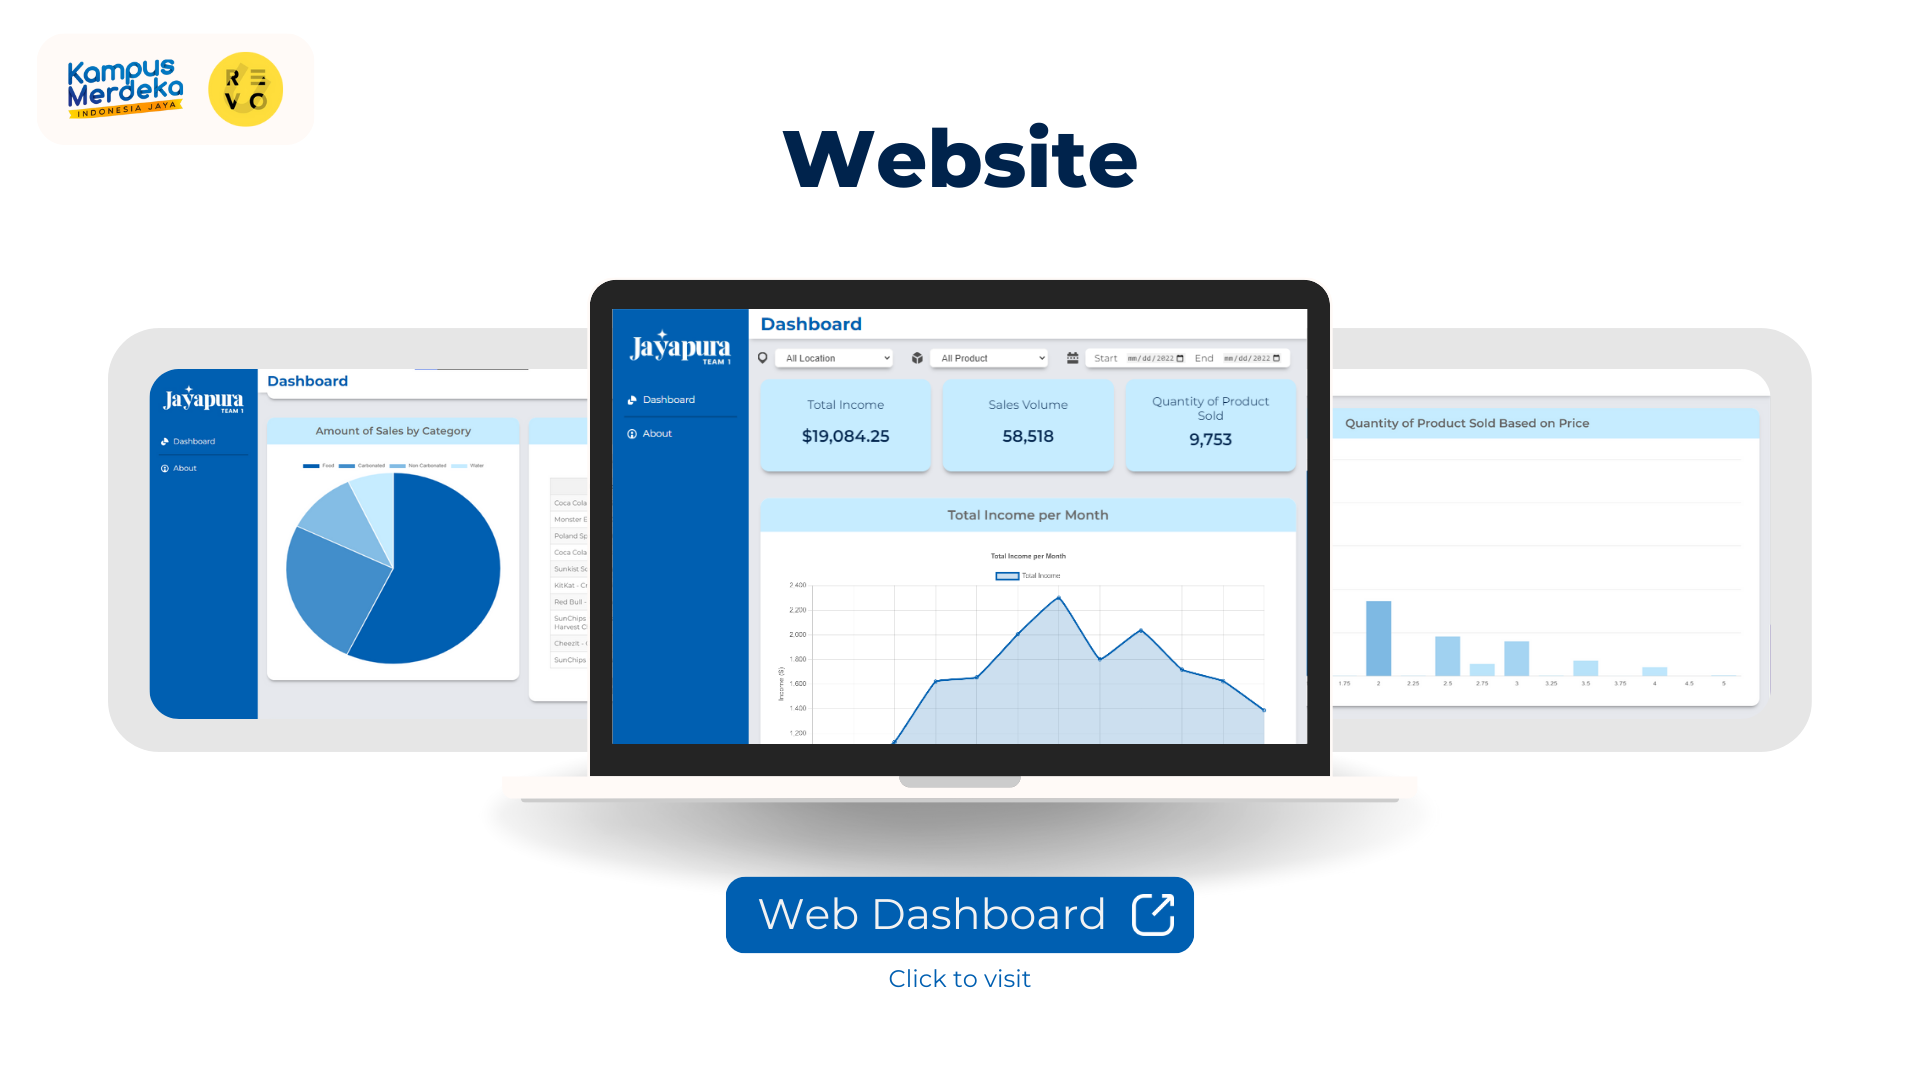 Kampus
Merdeka
INDONESIA JAYA
RE
VO
Website
Jayapura
TEAM 1
Dashboard
About
Dashboard
Amount of Sales by Category
Food
Carbonated
Non Carbonated
Water
Coca Cola
Monster E
Poland Sp
Coca Cola
Sunkist So
KitKat - Cr
Red Bull -
SunChips
Harvest C
Cheezit -
SunChips
Jayapura
TEAM 1
Dashboard
About
Dashboard
All Location
All Product
Start mm/dd/2022
End mm/dd/2022
Total Income
$19,084.25
Sales Volume
58,518
Quantity of Product
Sold
9,753
Total Income per Month
Total Income per Month
Total Income
Income ($)
2.400
2.200
2.000
1.800
1.600
1.400
1.200
Quantity of Product Sold Based on Price
1.75 2 2.25 2.5 2.75 3 3.25 3.5 3.75 4 4.5 5
Web Dashboard
Click to visit